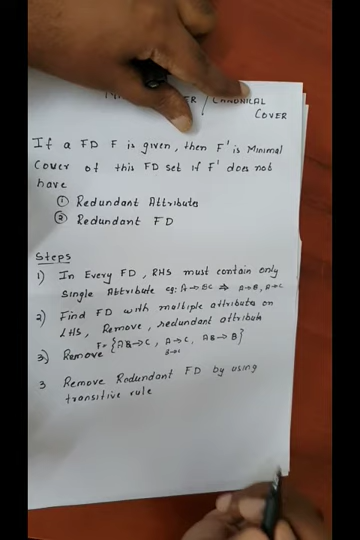 / CANONICAL
COVER
If a FD F is given, then F' is Minimal
Cover of this FD set if F' does not
have
① Redundant Attributes
② Redundant FD
Steps
1) In Every FD, RHS must contain only
Single Attribute eg: A→BC ⇒ A→B, A→C
2) Find FD with multiple attributes on
LHS, Remove, redundant attribute
F= {AB→C, A→C, AB→B}
3) Remove
3 Remove Redundant FD by using
transitive rule